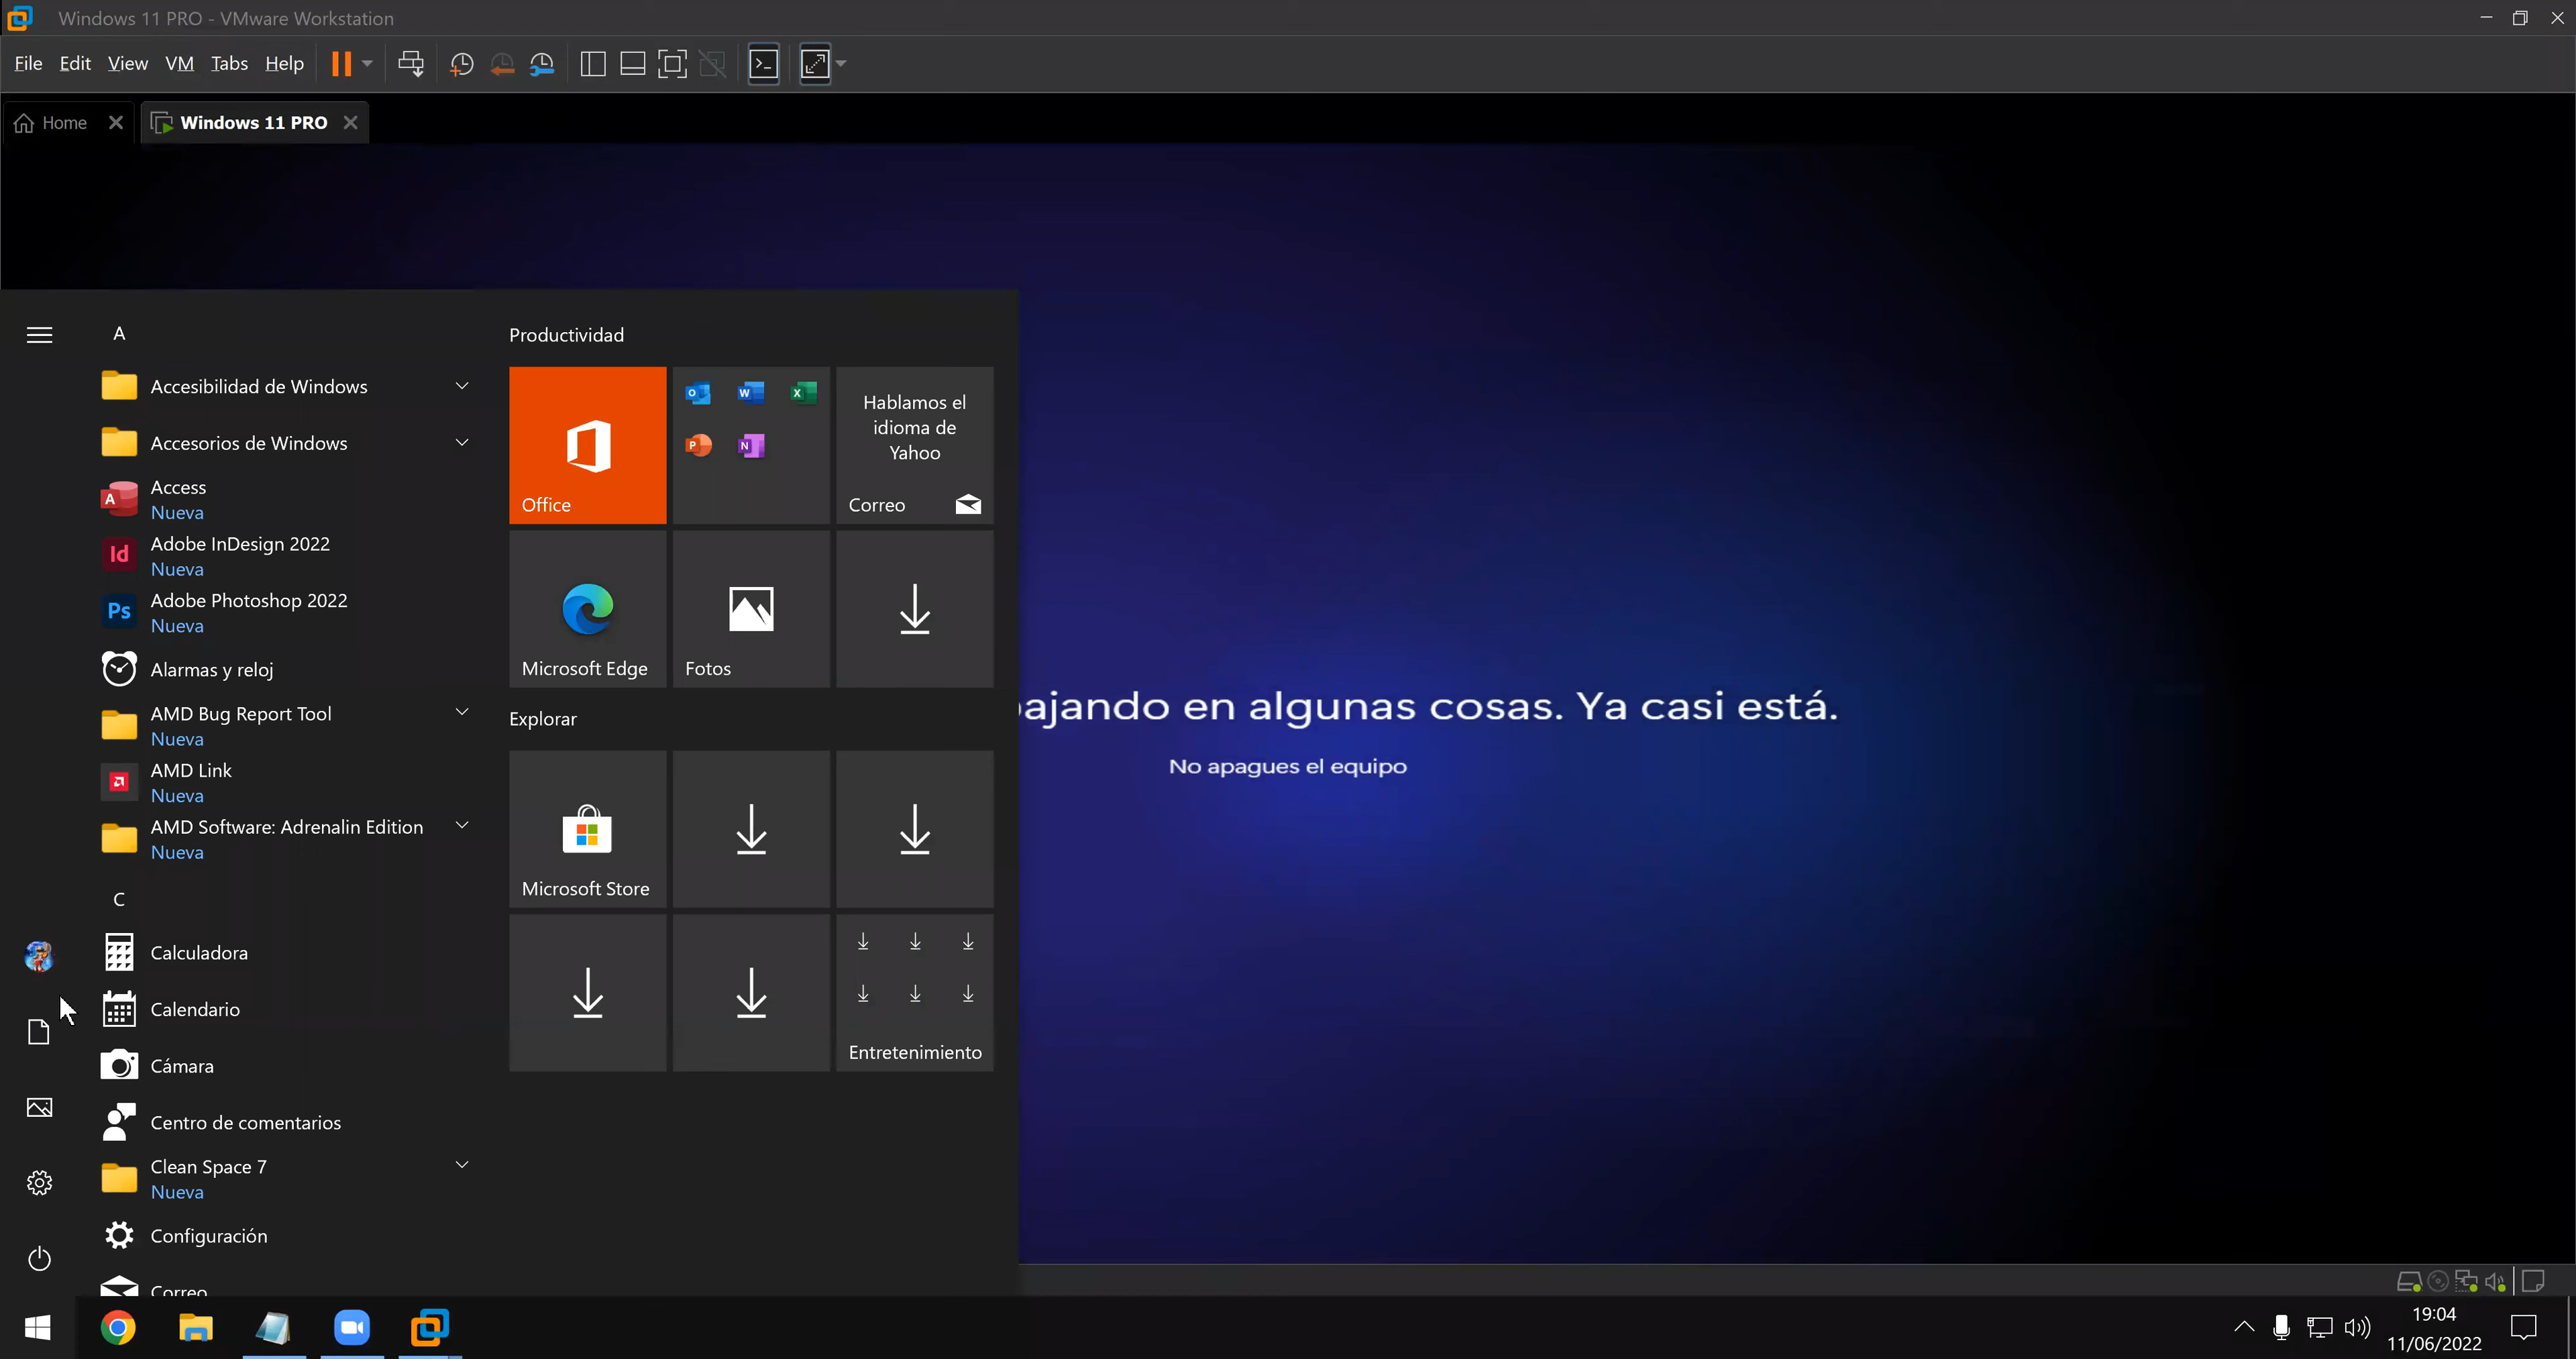 Windows 11 PRO - VMware Workstation
File Edit View VM Tabs Help
Home
Windows 11 PRO
A
Accesibilidad de Windows
Accesorios de Windows
Access
Nueva
Adobe InDesign 2022
Nueva
Adobe Photoshop 2022
Nueva
Alarmas y reloj
AMD Bug Report Tool
Nueva
AMD Link
Nueva
AMD Software: Adrenalin Edition
Nueva
C
Calculadora
Calendario
Cámara
Centro de comentarios
Clean Space 7
Nueva
Configuración
Correo
Productividad
Office
Hablamos el
idioma de
Yahoo
Correo
Microsoft Edge
Fotos
Explorar
Microsoft Store
Entretenimiento
ajando en algunas cosas. Ya casi está.
No apagues el equipo
19:04
11/06/2022